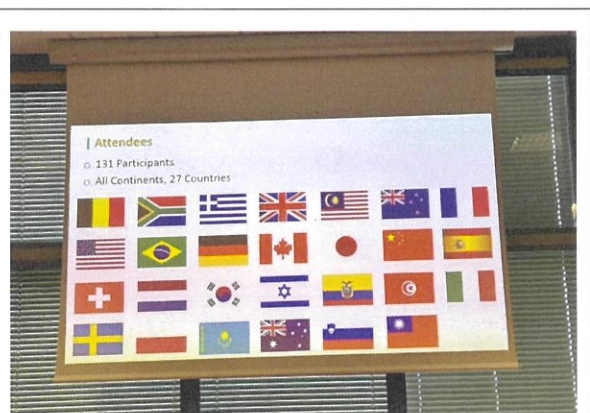 | Attendees
○ 131 Participants
○ All Continents, 27 Countries